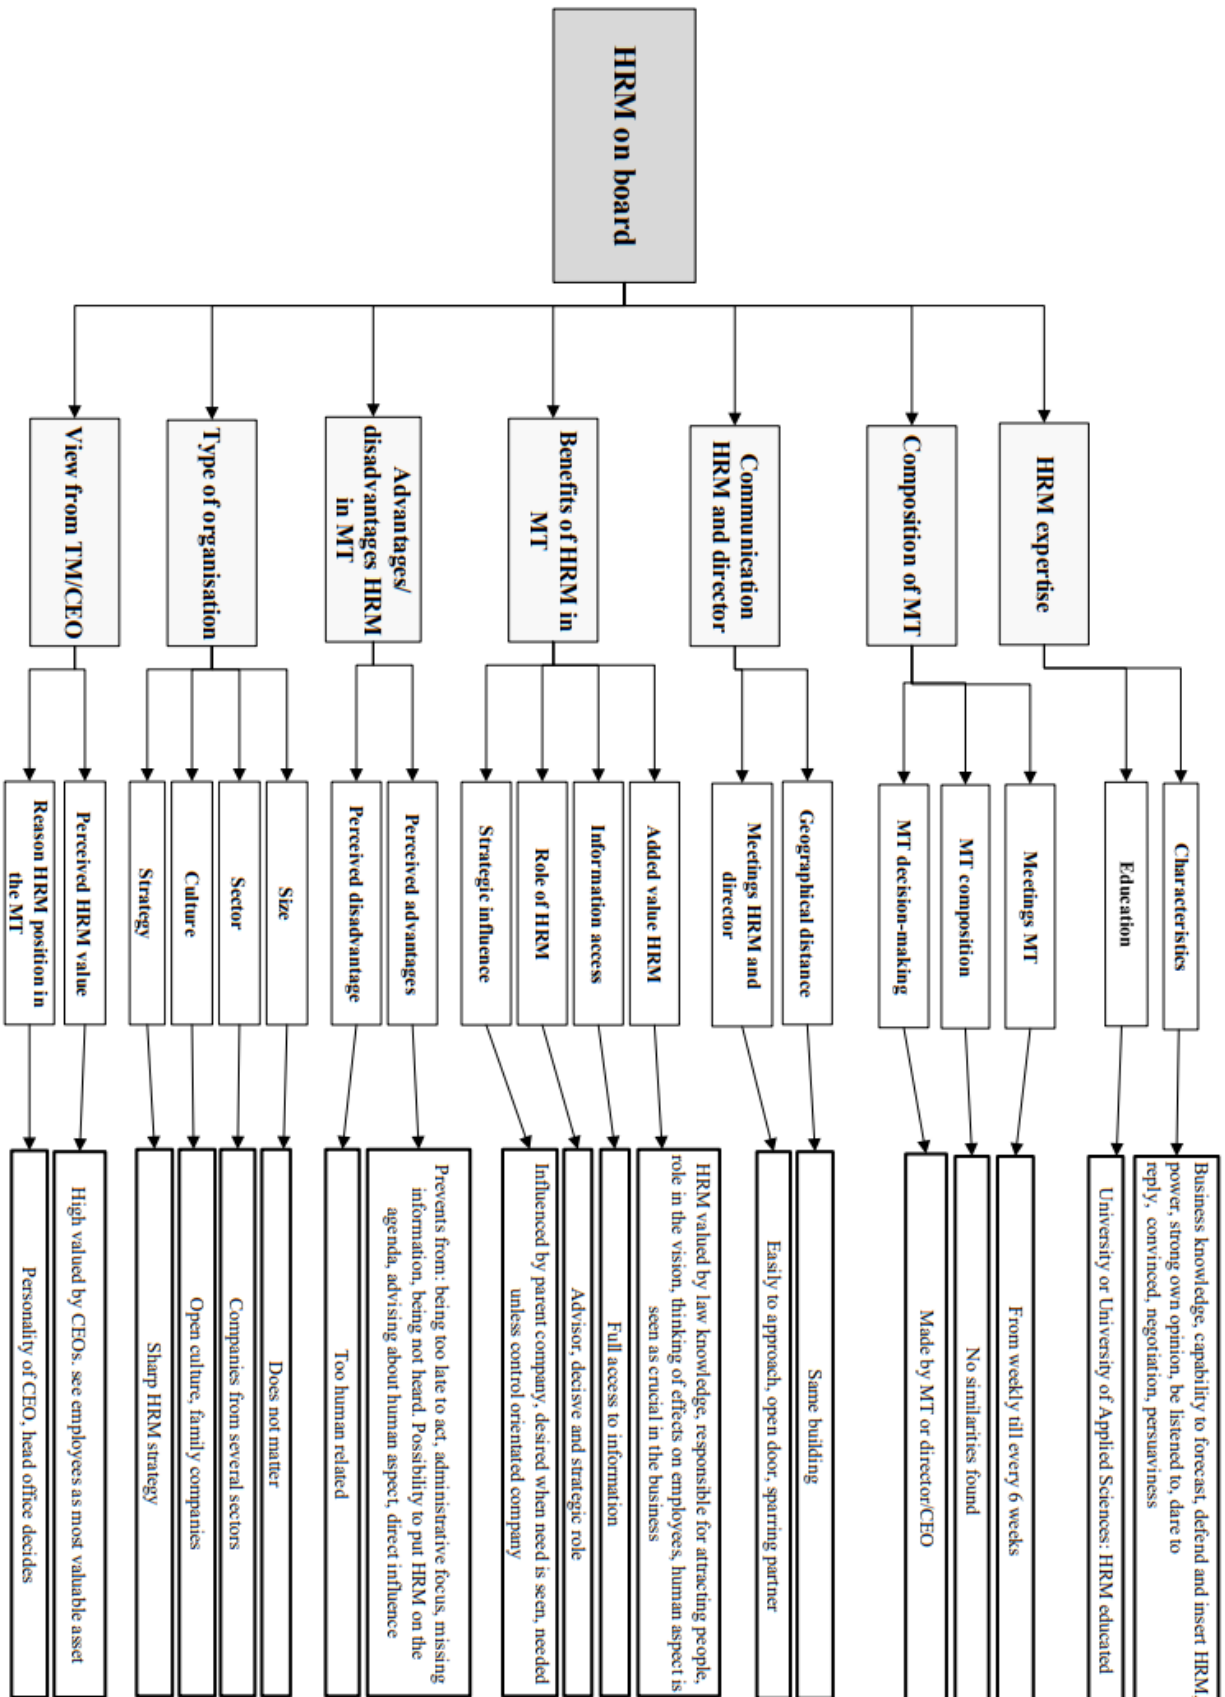 HRM on board
HRM expertise
Composition of MT
Communication
HRM and director
Benefits of HRM in
MT
Advantages/
disadvantages HRM
in MT
Type of organisation
View from TM/CEO
Characteristics
Education
Meetings MT
MT composition
MT decision-making
Geographical distance
Meetings HRM and
director
Added value HRM
Information access
Role of HRM
Strategic influence
Perceived advantages
Perceived disadvantage
Size
Sector
Culture
Strategy
Perceived HRM value
Reason HRM position in
the MT
Business knowledge, capability to forecast, defend and insert HRM,
power, strong own opinion, be listened to, dare to
reply, convinced, negotiation, persuaviness
University or University of Applied Sciences: HRM educated
From weekly till every 6 weeks
No similarities found
Made by MT or director/CEO
Same building
Easily to approach, open door, sparring partner
HRM valued by law knowledge, responsible for attracting people,
role in the vision, thinking of effects on employees, human aspect is
seen as crucial in the business
Full access to information
Advisor, decisve and strategic role
Influenced by parent company, desired when need is seen, needed
unless control orientated company
Prevents from: being too late to act, administrative focus, missing
information, being not heard. Possibility to put HRM on the
agenda, advising about human aspect, direct influence
Too human related
Does not matter
Companies from several sectors
Open culture, family companies
Sharp HRM strategy
High valued by CEOs. see employees as most valuable asset
Personality of CEO, head office decides